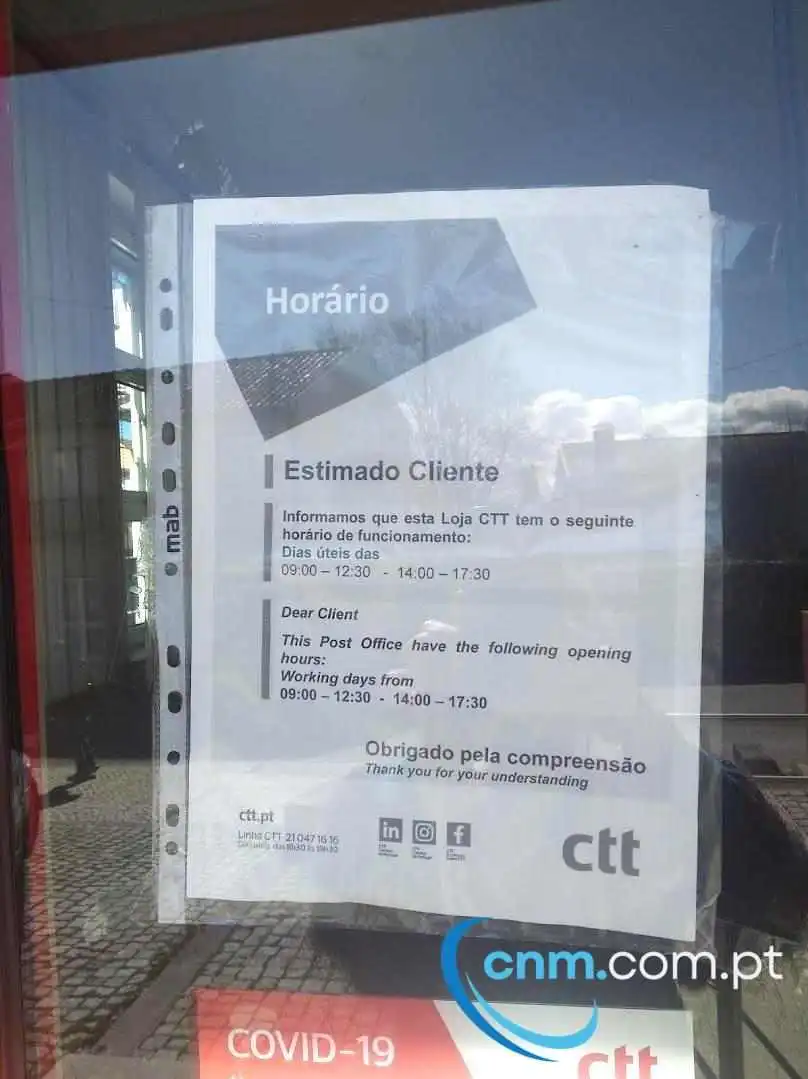 Horário
mab
Estimado Cliente
Informamos que esta Loja CTT tem o seguinte
horário de funcionamento:
Dias úteis das
09:00 – 12:30 - 14:00 – 17:30
Dear Client
This Post Office have the following opening
hours:
Working days from
09:00 – 12:30 - 14:00 – 17:30
Obrigado pela compreensão
Thank you for your understanding
ctt.pt
Linha CTT 21 047 16 16
in
f
ctt
cnm.com.pt
COVID-19
ctt